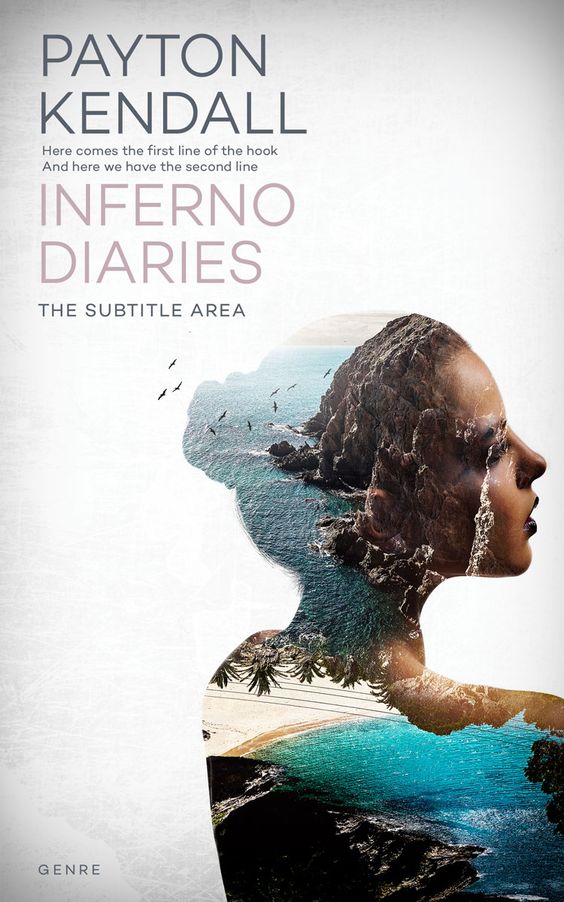 PAYTON
KENDALL
Here comes the first line of the hook
And here we have the second line
INFERNO
DIARIES
THE SUBTITLE AREA
GENRE